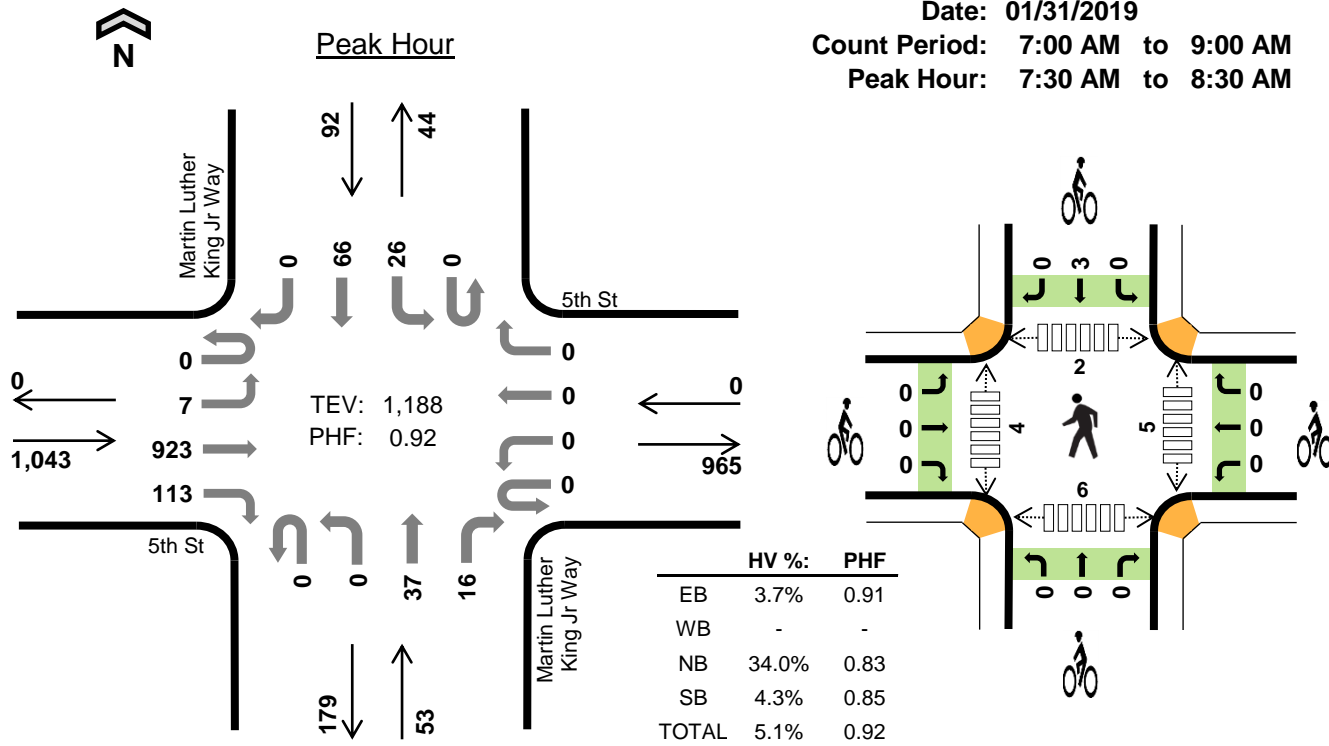 N
Peak Hour
Date: 01/31/2019
Count Period: 7:00 AM to 9:00 AM
Peak Hour: 7:30 AM to 8:30 AM
92
44
Martin Luther
King Jr Way
0
66
26
0
5th St
0
7
923
113
0
1,043
TEV: 1,188
PHF: 0.92
0
0
0
0
0
965
5th St
0
0
37
16
Martin Luther
King Jr Way
179
53
HV %: PHF
EB 3.7% 0.91
WB - -
NB 34.0% 0.83
SB 4.3% 0.85
TOTAL 5.1% 0.92
0
3
0
2
0
0
0
4
5
0
0
0
6
0
0
0